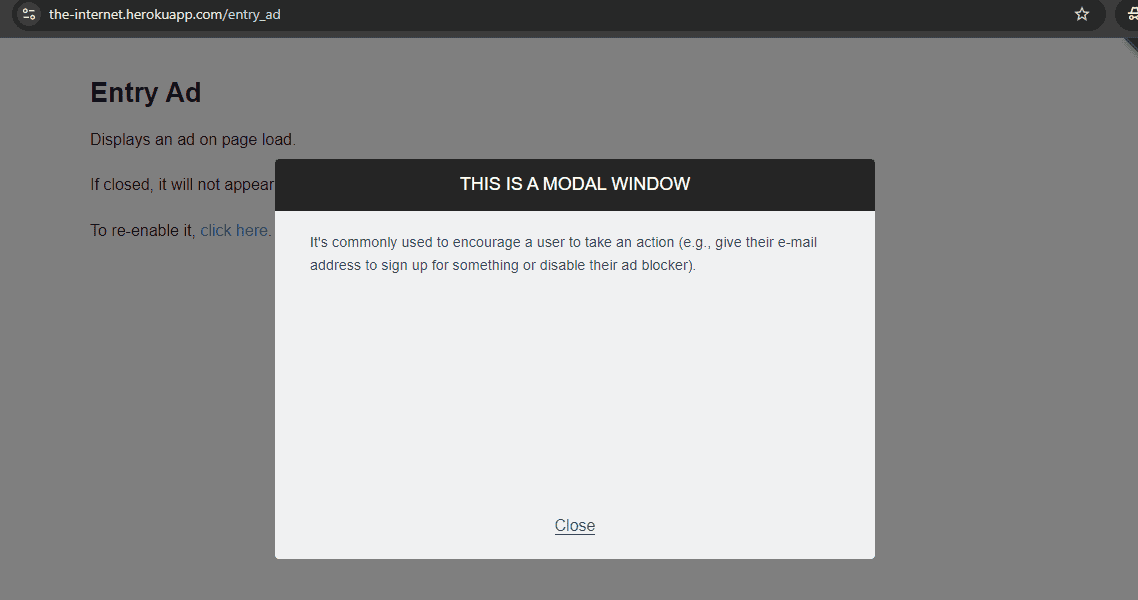 the-internet.herokuapp.com/entry_ad
Entry Ad
Displays an ad on page load.
If closed, it will not appear
To re-enable it, click here.
THIS IS A MODAL WINDOW
It's commonly used to encourage a user to take an action (e.g., give their e-mail
address to sign up for something or disable their ad blocker).
Close